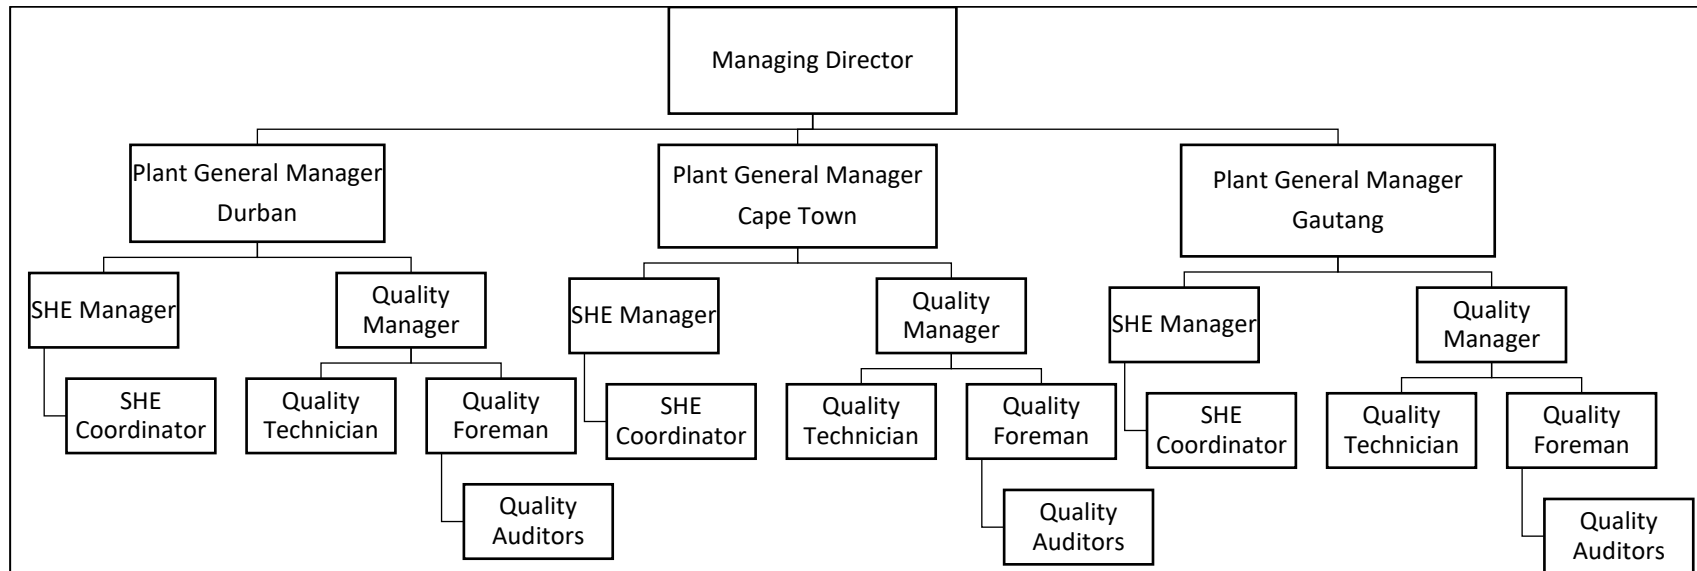 Managing Director
Plant General Manager
Durban
Plant General Manager
Cape Town
Plant General Manager
Gautang
SHE Manager
Quality
Manager
SHE Manager
Quality
Manager
SHE Manager
Quality
Manager
SHE
Coordinator
Quality
Technician
Quality
Foreman
SHE
Coordinator
Quality
Technician
Quality
Foreman
SHE
Coordinator
Quality
Technician
Quality
Foreman
Quality
Auditors
Quality
Auditors
Quality
Auditors